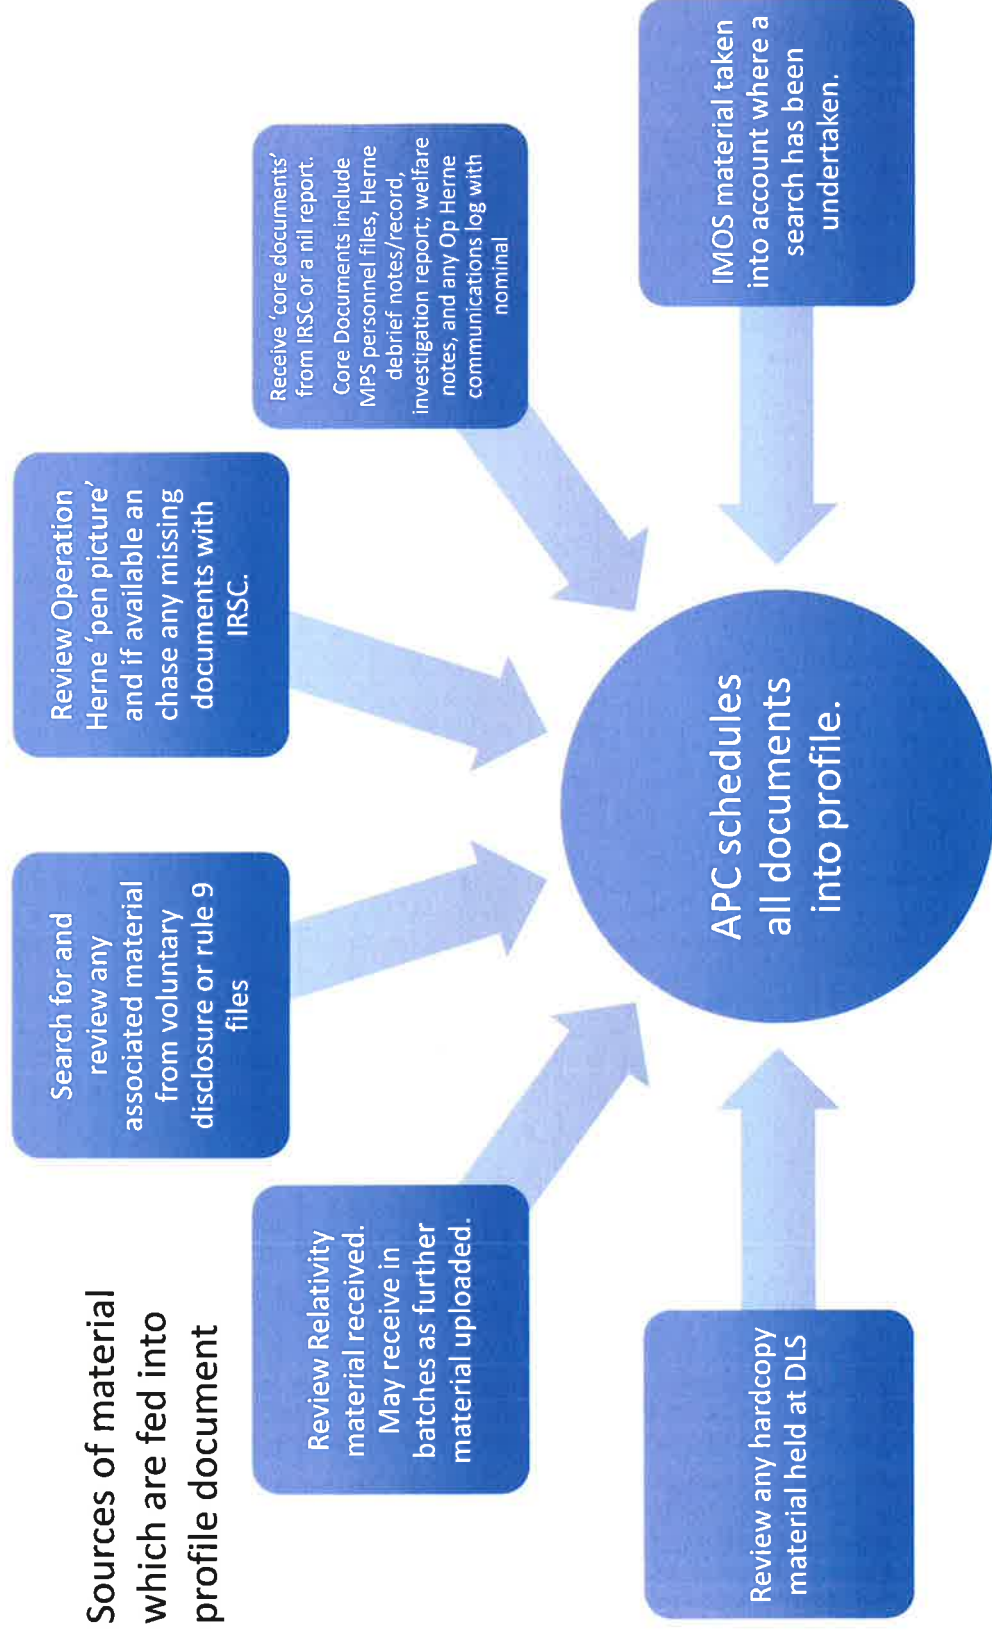 Sources of material
which are fed into
profile document
Review any hardcopy
material held at DLS
Review Relativity
material received.
May receive in
batches as further
material uploaded.
Search for and
review any
associated material
from voluntary
disclosure or rule 9
files
Review Operation
Herne ‘pen picture’
and if available an
chase any missing
documents with
IRSC.
Receive ‘core documents’
from IRSC or a nil report.
Core Documents include
MPS personnel files, Herne
debrief notes/record,
investigation report; welfare
notes, and any Op Herne
communications log with
nominal
IMOS material taken
into account where a
search has been
undertaken.
APC schedules
all documents
into profile.